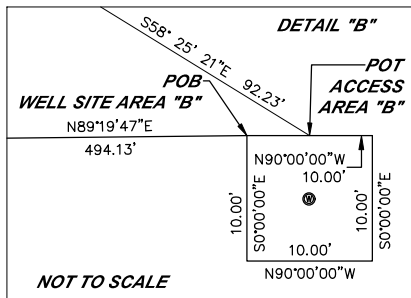 DETAIL "B"
S58° 25' 21"E
92.23'
POB
WELL SITE AREA "B"
POT
ACCESS
AREA "B"
N89°19'47"E
494.13'
N90°00'00"W
10.00'
10.00'
S0°00'00"E
W
10.00'
S0°00'00"E
10.00'
N90°00'00"W
NOT TO SCALE